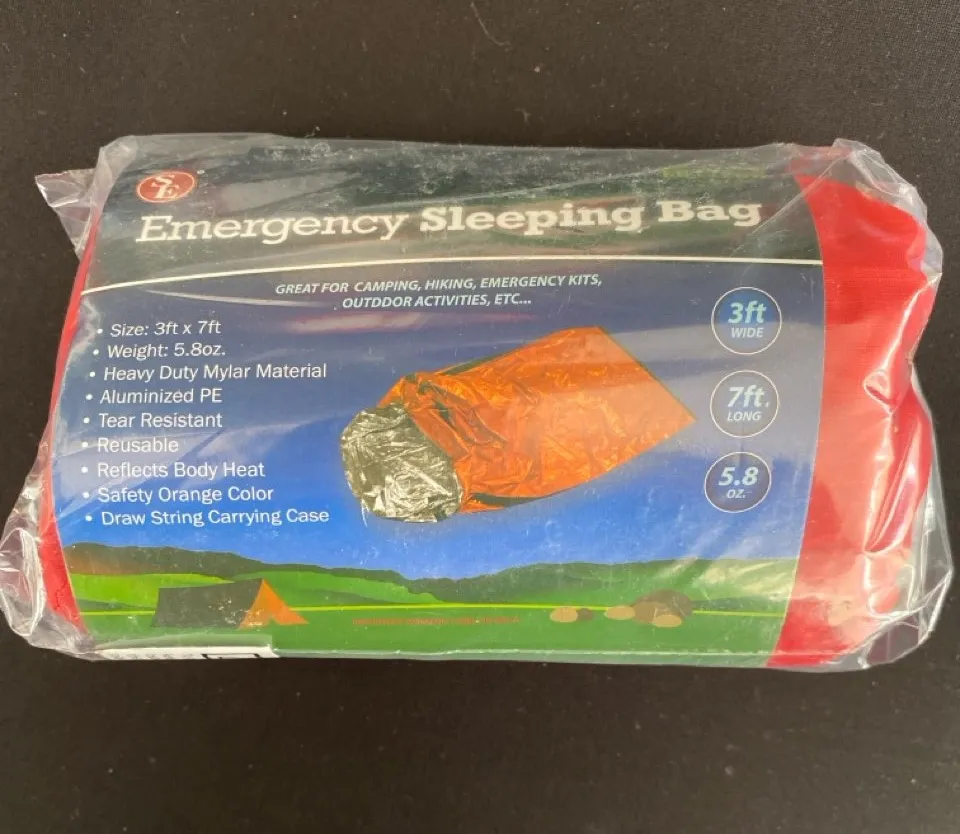 SE
Emergency Sleeping Bag
GREAT FOR CAMPING, HIKING, EMERGENCY KITS,
OUTDOOR ACTIVITIES, ETC...
• Size: 3ft x 7ft
• Weight: 5.8oz.
• Heavy Duty Mylar Material
• Aluminized PE
• Tear Resistant
• Reusable
• Reflects Body Heat
• Safety Orange Color
• Draw String Carrying Case
3ft
WIDE
7ft.
LONG
5.8
OZ.